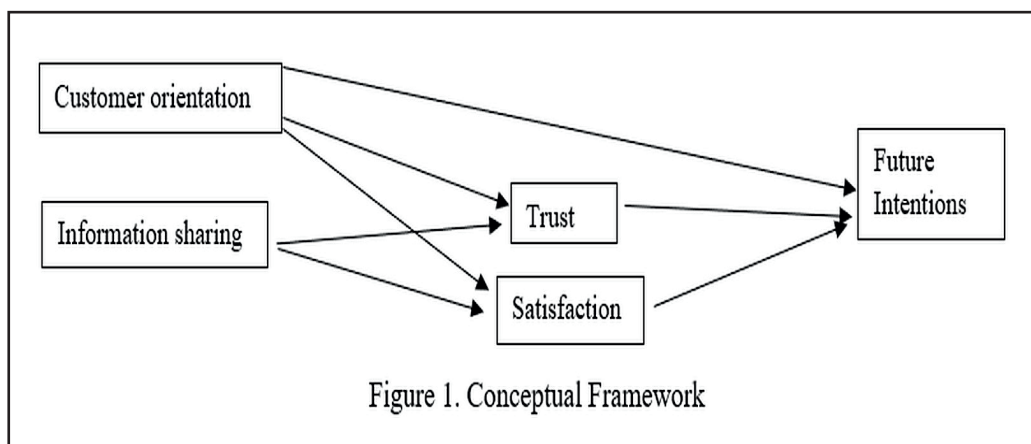 Customer orientation
Information sharing
Trust
Satisfaction
Future
Intentions
Figure 1. Conceptual Framework